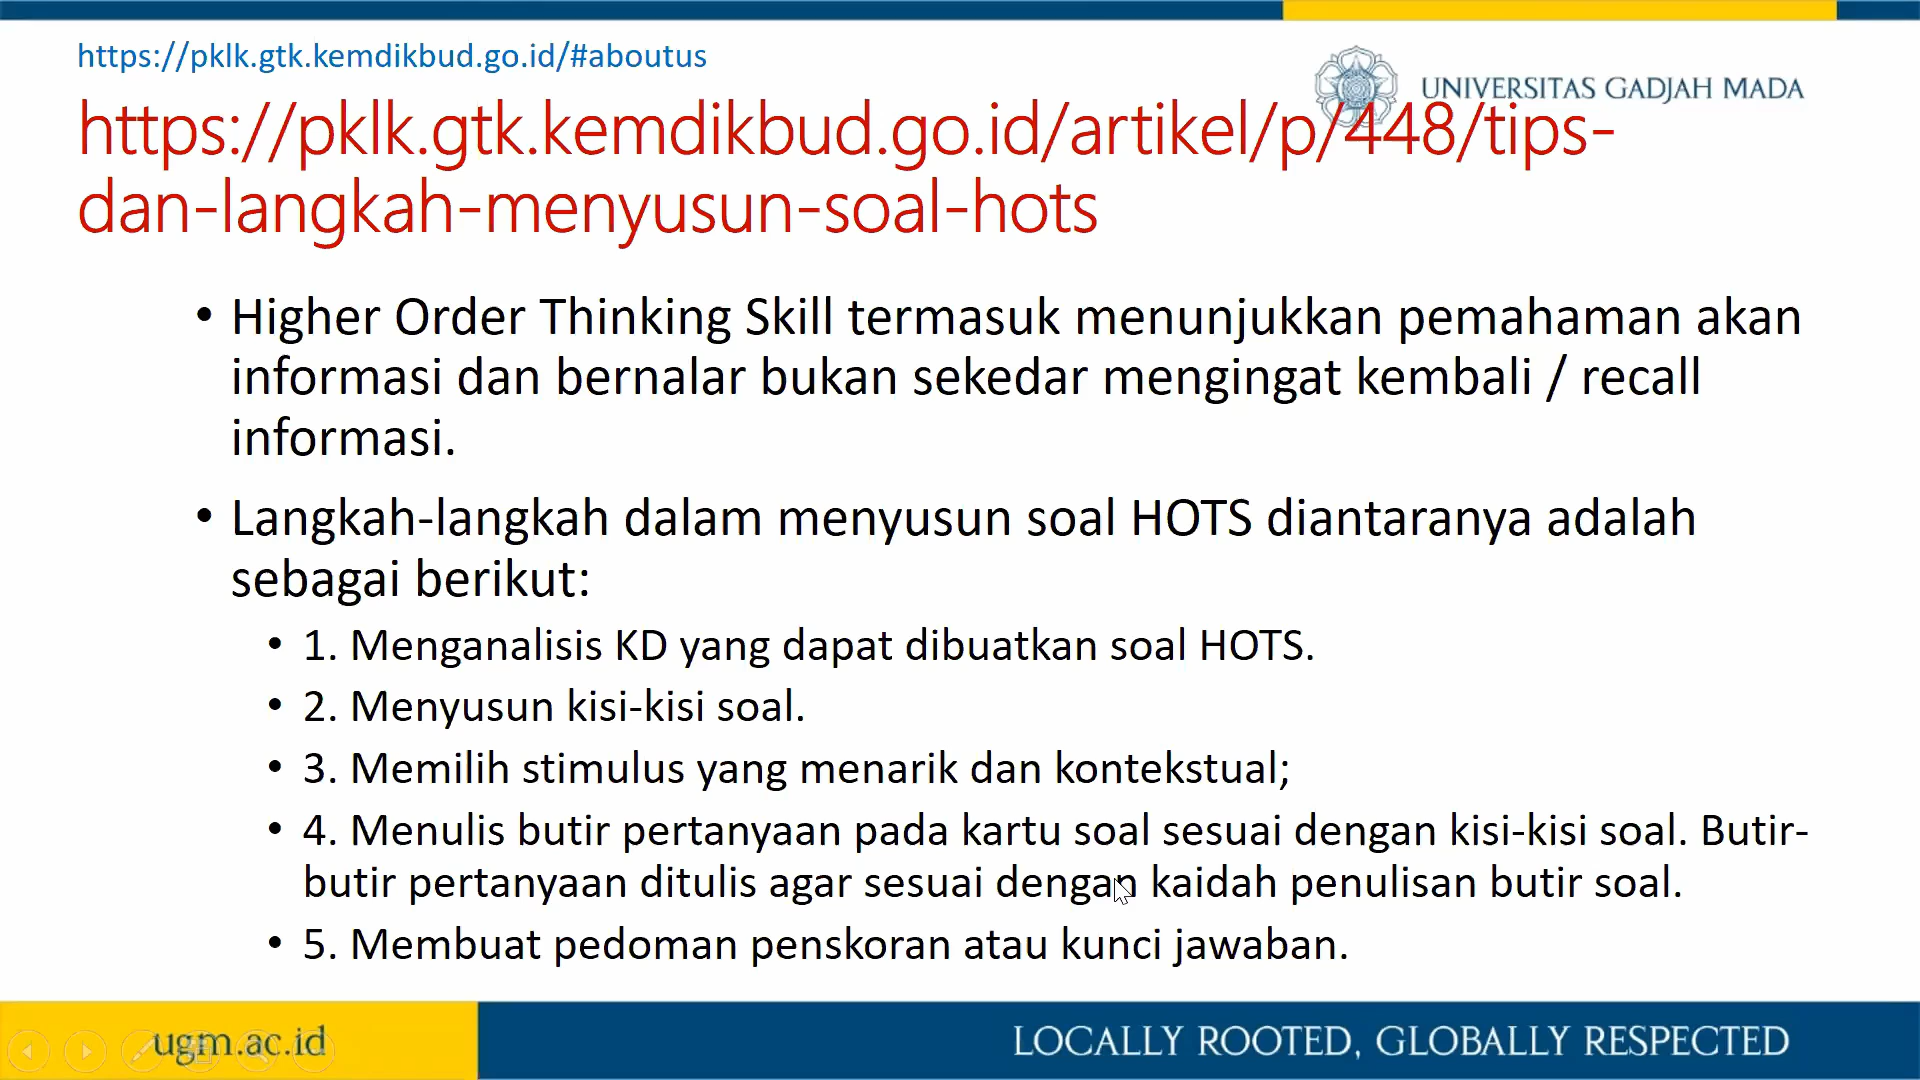 https://pklk.gtk.kemdikbud.go.id/#aboutus
UNIVERSITAS GADJAH MADA
https://pklk.gtk.kemdikbud.go.id/artikel/p/448/tips-
dan-langkah-menyusun-soal-hots
• Higher Order Thinking Skill termasuk menunjukkan pemahaman akan
informasi dan bernalar bukan sekedar mengingat kembali / recall
informasi.
• Langkah-langkah dalam menyusun soal HOTS diantaranya adalah
sebagai berikut:
• 1. Menganalisis KD yang dapat dibuatkan soal HOTS.
• 2. Menyusun kisi-kisi soal.
• 3. Memilih stimulus yang menarik dan kontekstual;
• 4. Menulis butir pertanyaan pada kartu soal sesuai dengan kisi-kisi soal. Butir-
butir pertanyaan ditulis agar sesuai dengan kaidah penulisan butir soal.
• 5. Membuat pedoman penskoran atau kunci jawaban.
ugm.ac.id
LOCALLY ROOTED, GLOBALLY RESPECTED